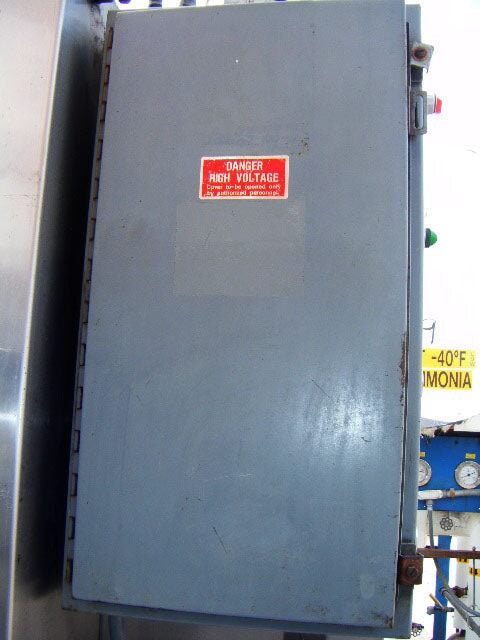 DANGER
HIGH VOLTAGE
Cover to be opened only
by authorized personnel
-40°F
MONIA